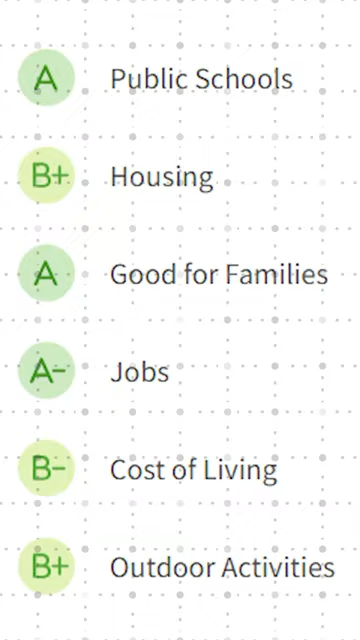 A Public Schools
B+ Housing
A Good for Families
A- Jobs
B- Cost of Living
B+ Outdoor Activities